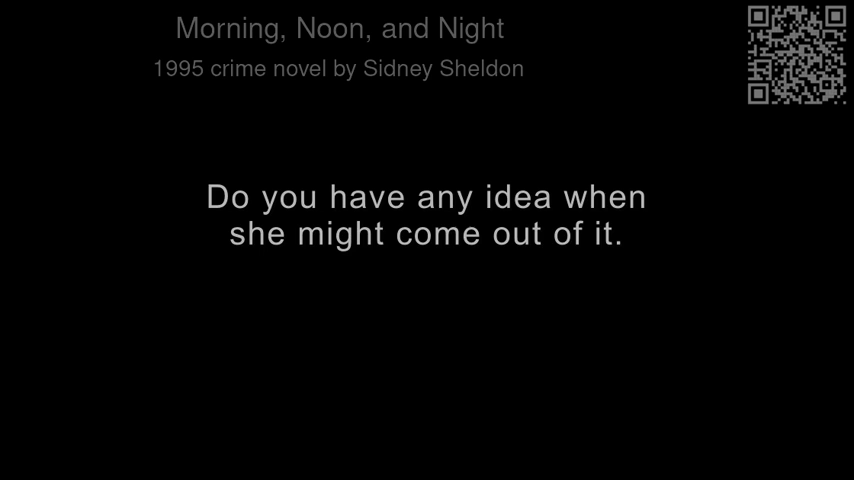 Morning, Noon, and Night
1995 crime novel by Sidney Sheldon
Do you have any idea when
she might come out of it.